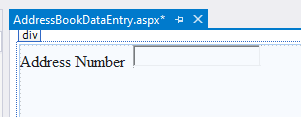 AddressBookDataEntry.aspx*
div
Address Number